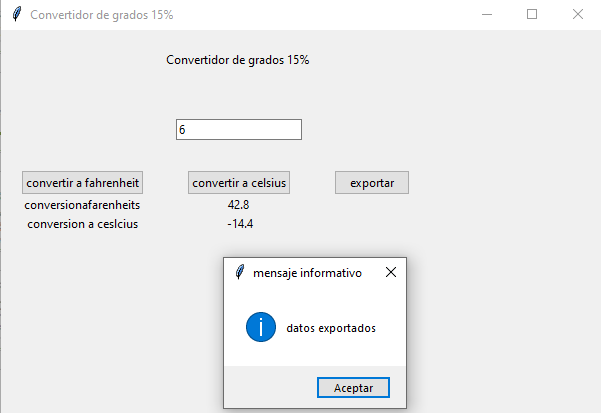 Convertidor de grados 15%
Convertidor de grados 15%
6
convertir a fahrenheit convertir a celsius exportar
conversionafarenheits 42.8
conversion a ceslcius -14.4
mensaje informativo
datos exportados
Aceptar